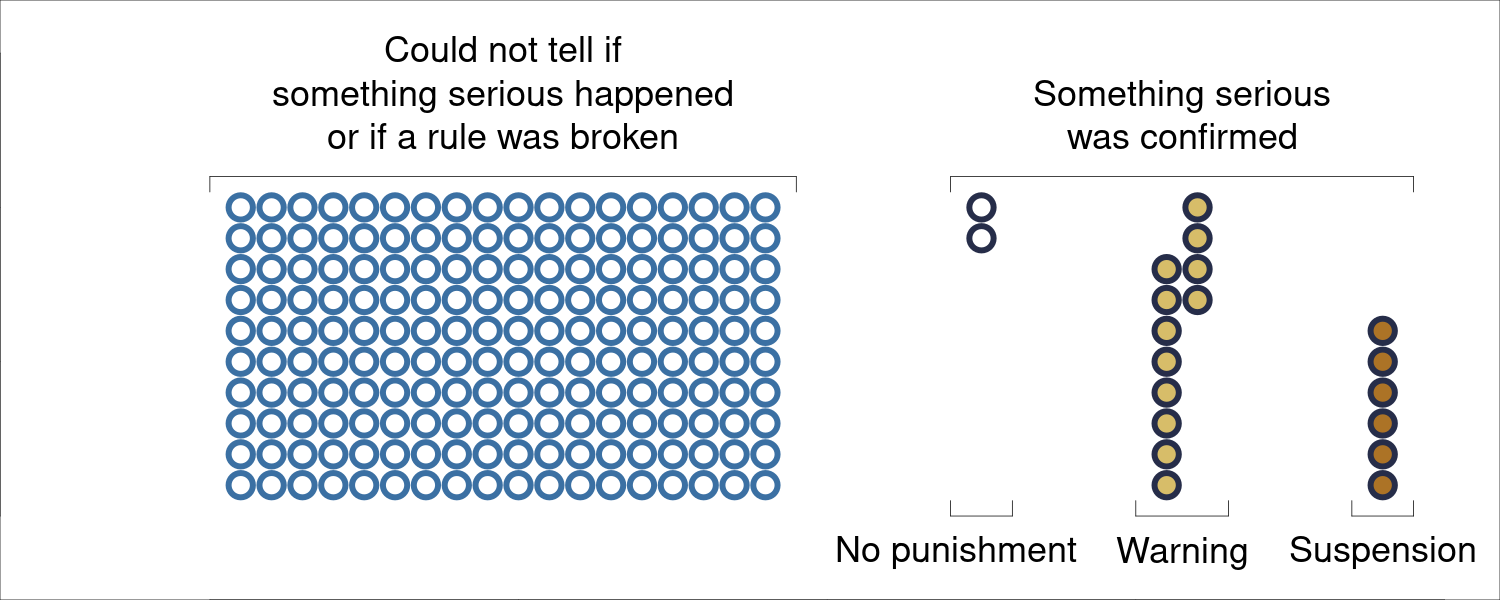 Could not tell if
something serious happened
or if a rule was broken
Something serious
was confirmed
No punishment
Warning
Suspension